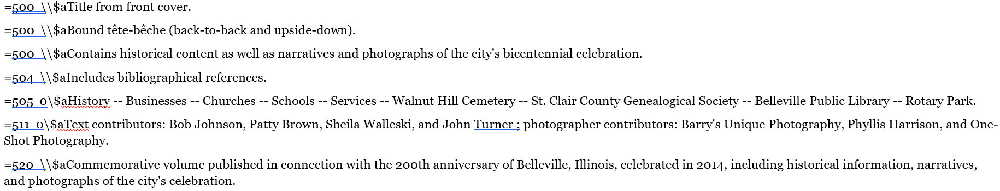 =500  \\$aTitle from front cover.
=500  \\$aBound tête-bêche (back-to-back and upside-down).
=500  \\$aContains historical content as well as narratives and photographs of the city's bicentennial celebration.
=504  \\$aIncludes bibliographical references.
=505  0\$aHistory -- Businesses -- Churches -- Schools -- Services -- Walnut Hill Cemetery -- St. Clair County Genealogical Society -- Belleville Public Library -- Rotary Park.
=511  0\$aText contributors: Bob Johnson, Patty Brown, Sheila Walleski, and John Turner ; photographer contributors: Barry's Unique Photography, Phyllis Harrison, and One-
Shot Photography.
=520  \\$aCommemorative volume published in connection with the 200th anniversary of Belleville, Illinois, celebrated in 2014, including historical information, narratives,
and photographs of the city's celebration.